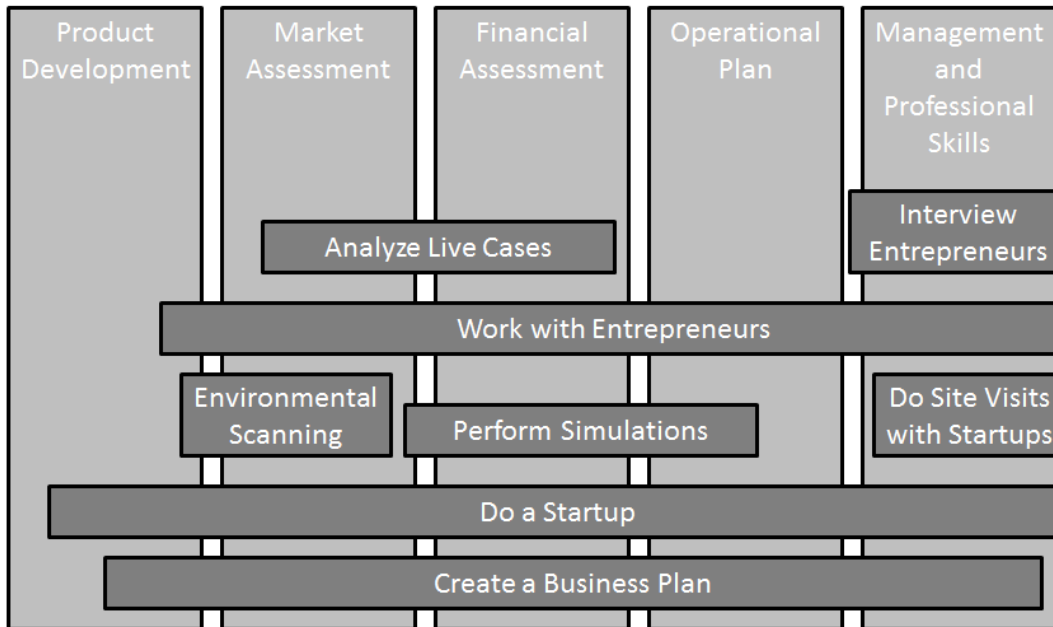 Product
Development
Market
Assessment
Financial
Assessment
Operational
Plan
Management
and
Professional
Skills
Interview
Entrepreneurs
Analyze Live Cases
Work with Entrepreneurs
Environmental
Scanning
Perform Simulations
Do Site Visits
with Startups
Do a Startup
Create a Business Plan